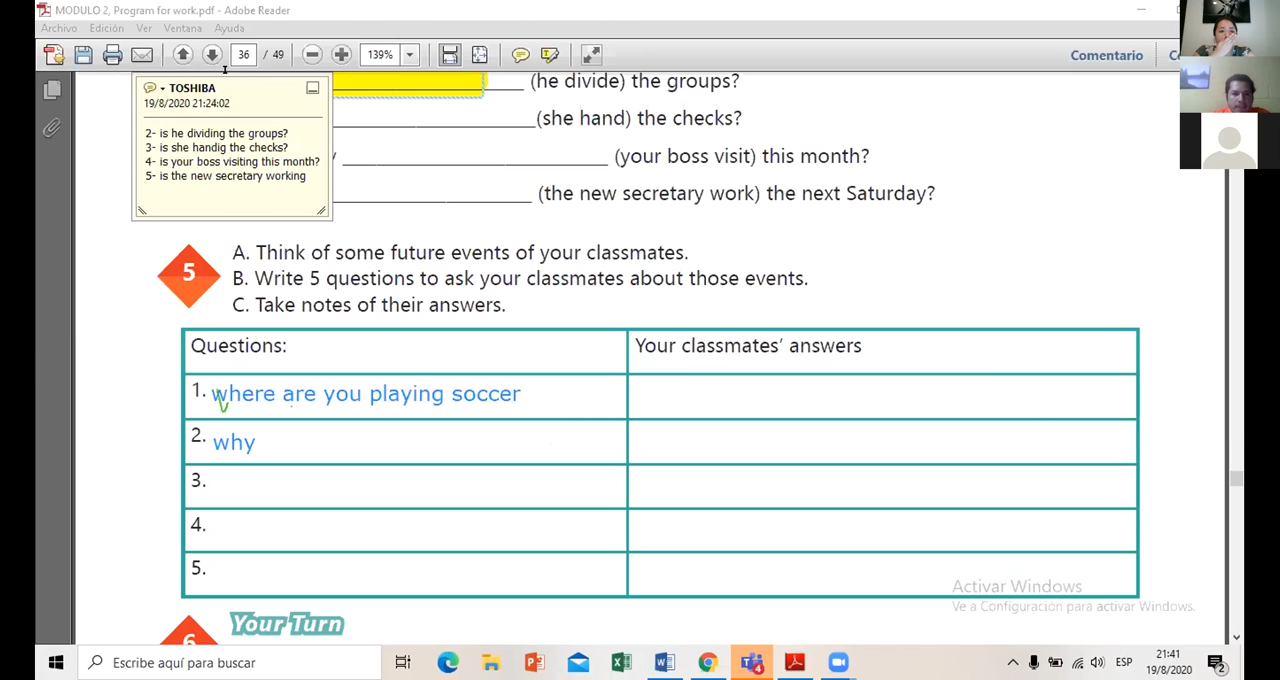 MODULO 2, Program for work.pdf - Adobe Reader
Archivo Edición Ver Ventana Ayuda
36 / 49 139% Comentario
TOSHIBA
19/8/2020 21:24:02
2- is he dividing the groups?
3- is she handig the checks?
4- is your boss visiting this month?
5- is the new secretary working
(he divide) the groups?
(she hand) the checks?
(your boss visit) this month?
(the new secretary work) the next Saturday?
5
A. Think of some future events of your classmates.
B. Write 5 questions to ask your classmates about those events.
C. Take notes of their answers.
Questions: Your classmates' answers
1. where are you playing soccer
2. why
3.
4.
5.
Activar Windows
Ve a Configuración para activar Windows.
6 Your Turn
Escribe aquí para buscar
ESP
21:41
19/8/2020
2
4